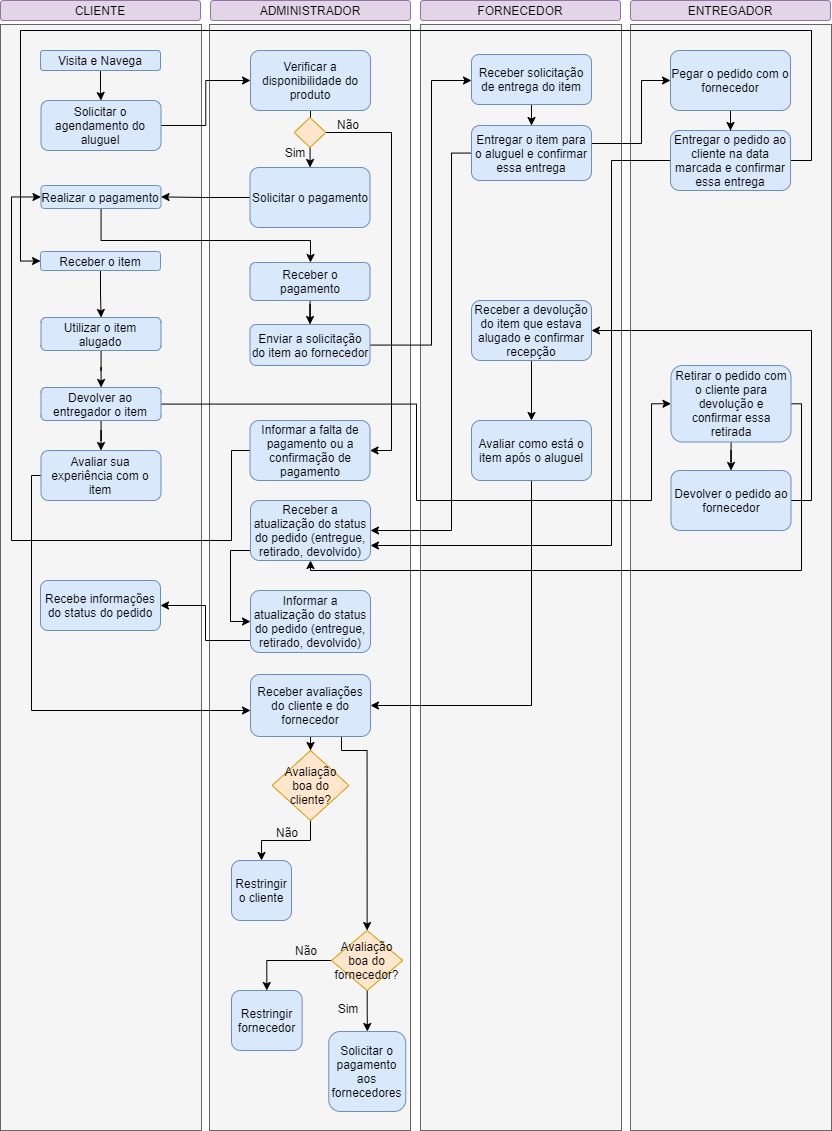 CLIENTE
ADMINISTRADOR
FORNECEDOR
ENTREGADOR
Visita e Navega
Solicitar o
agendamento do
aluguel
Realizar o pagamento
Receber o item
Utilizar o item
alugado
Devolver ao
entregador o item
Avaliar sua
experiência com o
item
Recebe informações
do status do pedido
Verificar a
disponibilidade do
produto
Não
Sim
Solicitar o pagamento
Receber o
pagamento
Enviar a solicitação
do item ao fornecedor
Informar a falta de
pagamento ou a
confirmação de
pagamento
Receber a
atualização do status
do pedido (entregue,
retirado, devolvido)
Informar a
atualização do status
do pedido (entregue,
retirado, devolvido)
Receber avaliações
do cliente e do
fornecedor
Avaliação
boa do
cliente?
Não
Restringir
o cliente
Avaliação
boa do
fornecedor?
Não
Restringir
fornecedor
Sim
Solicitar o
pagamento
aos
fornecedores
Receber solicitação
de entrega do item
Entregar o item para
o aluguel e confirmar
essa entrega
Receber a devolução
do item que estava
alugado e confirmar
recepção
Avaliar como está o
item após o aluguel
Pegar o pedido com o
fornecedor
Entregar o pedido ao
cliente na data
marcada e confirmar
essa entrega
Retirar o pedido com
o cliente para
devolução e
confirmar essa
retirada
Devolver o pedido ao
fornecedor